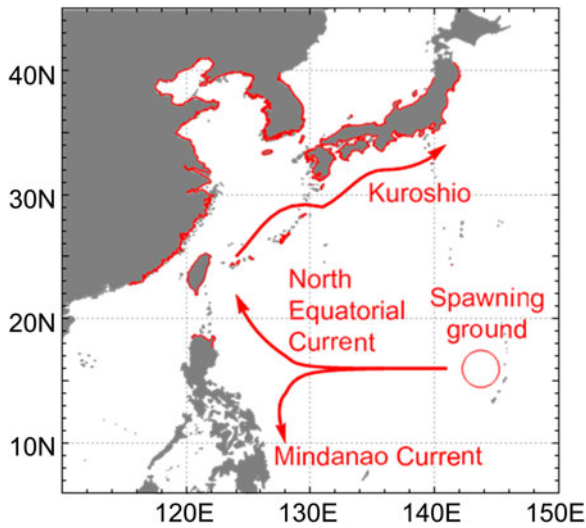 40N
30N
20N
10N
120E
130E
140E
150E
Kuroshio
North
Equatorial
Current
Spawning
ground
Mindanao Current